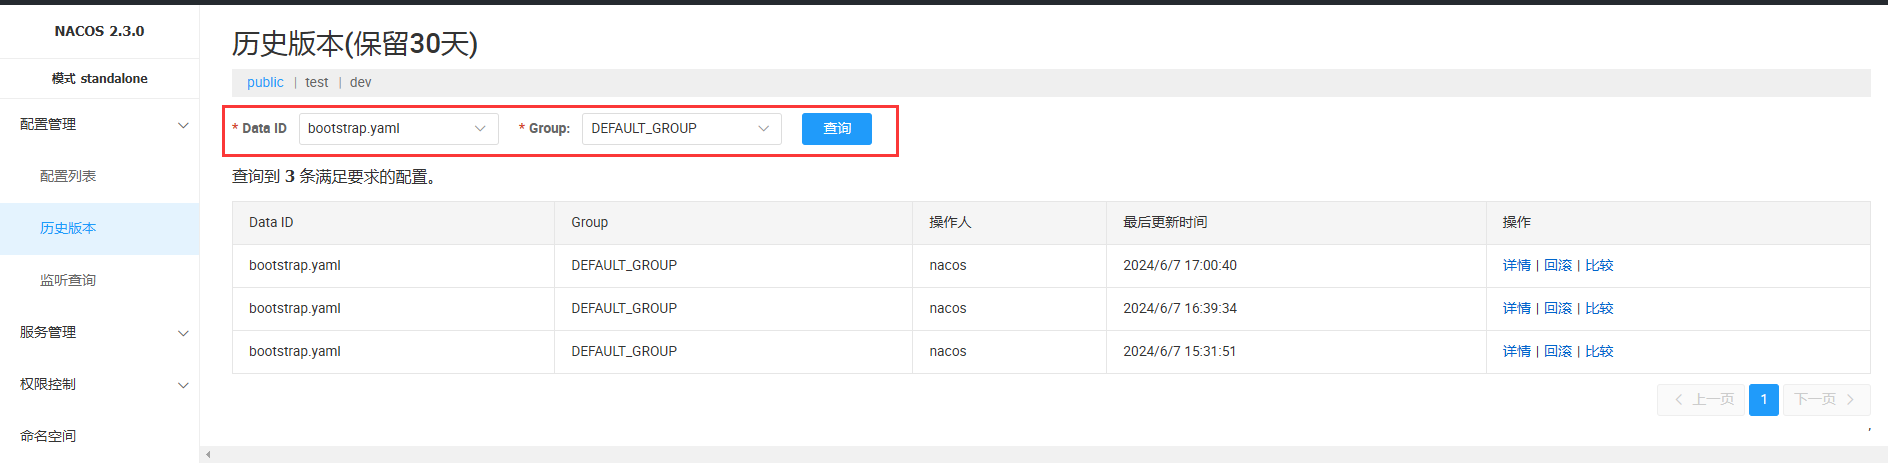 NACOS 2.3.0
模式 standalone
配置管理
配置列表
历史版本
监听查询
服务管理
权限控制
命名空间
历史版本(保留30天)
public | test | dev
* Data ID bootstrap.yaml * Group: DEFAULT_GROUP 查询
查询到 3 条满足要求的配置。
Data ID Group 操作人 最后更新时间 操作
bootstrap.yaml DEFAULT_GROUP nacos 2024/6/7 17:00:40 详情 | 回滚 | 比较
bootstrap.yaml DEFAULT_GROUP nacos 2024/6/7 16:39:34 详情 | 回滚 | 比较
bootstrap.yaml DEFAULT_GROUP nacos 2024/6/7 15:31:51 详情 | 回滚 | 比较
上一页 1 下一页